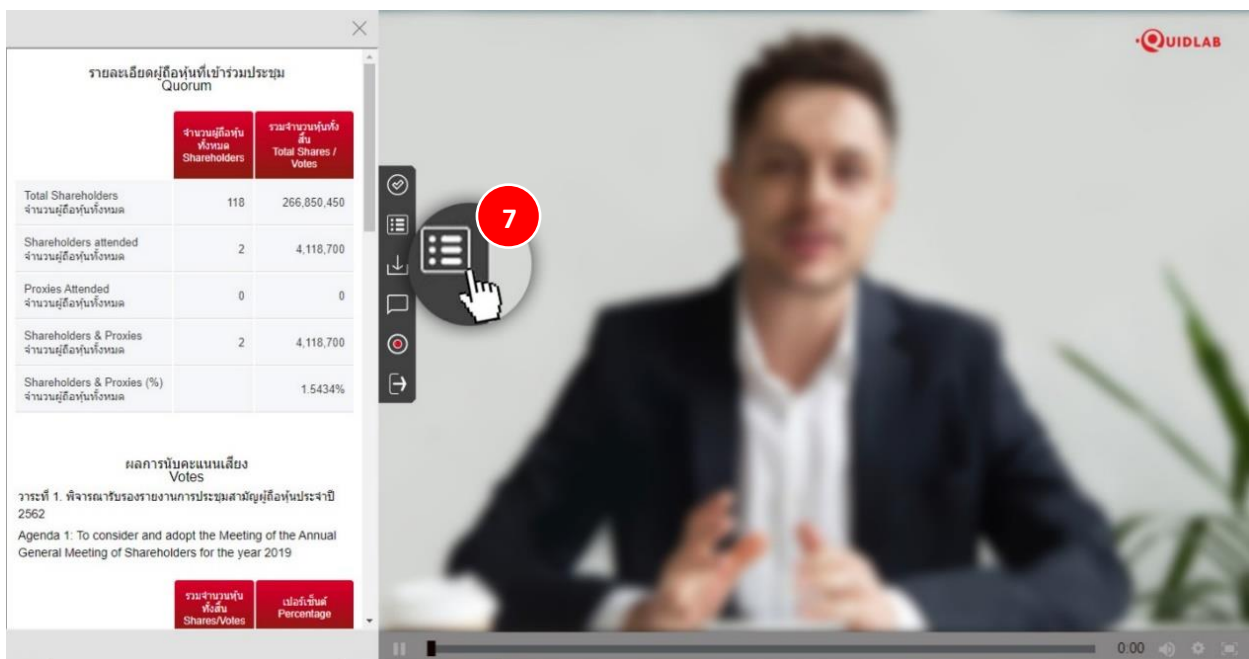 รายละเอียดผู้ถือหุ้นที่เข้าร่วมประชุม
Quorum
จำนวนผู้ถือหุ้น
ทั้งหมด
Shareholders
รวมจำนวนหุ้นทั้ง
สิ้น
Total Shares /
Votes
Total Shareholders
จำนวนผู้ถือหุ้นทั้งหมด
118
266,850,450
Shareholders attended
จำนวนผู้ถือหุ้นทั้งหมด
2
4,118,700
Proxies Attended
จำนวนผู้ถือหุ้นทั้งหมด
0
0
Shareholders & Proxies
จำนวนผู้ถือหุ้นทั้งหมด
2
4,118,700
Shareholders & Proxies (%)
จำนวนผู้ถือหุ้นทั้งหมด
1.5434%
ผลการนับคะแนนเสียง
Votes
วาระที่ 1. พิจารณารับรองรายงานการประชุมสามัญผู้ถือหุ้นประจำปี
2562
Agenda 1: To consider and adopt the Meeting of the Annual
General Meeting of Shareholders for the year 2019
รวมจำนวนหุ้น
ทั้งสิ้น
Shares/Votes
เปอร์เซ็นต์
Percentage
7
QUIDLAB
0:00